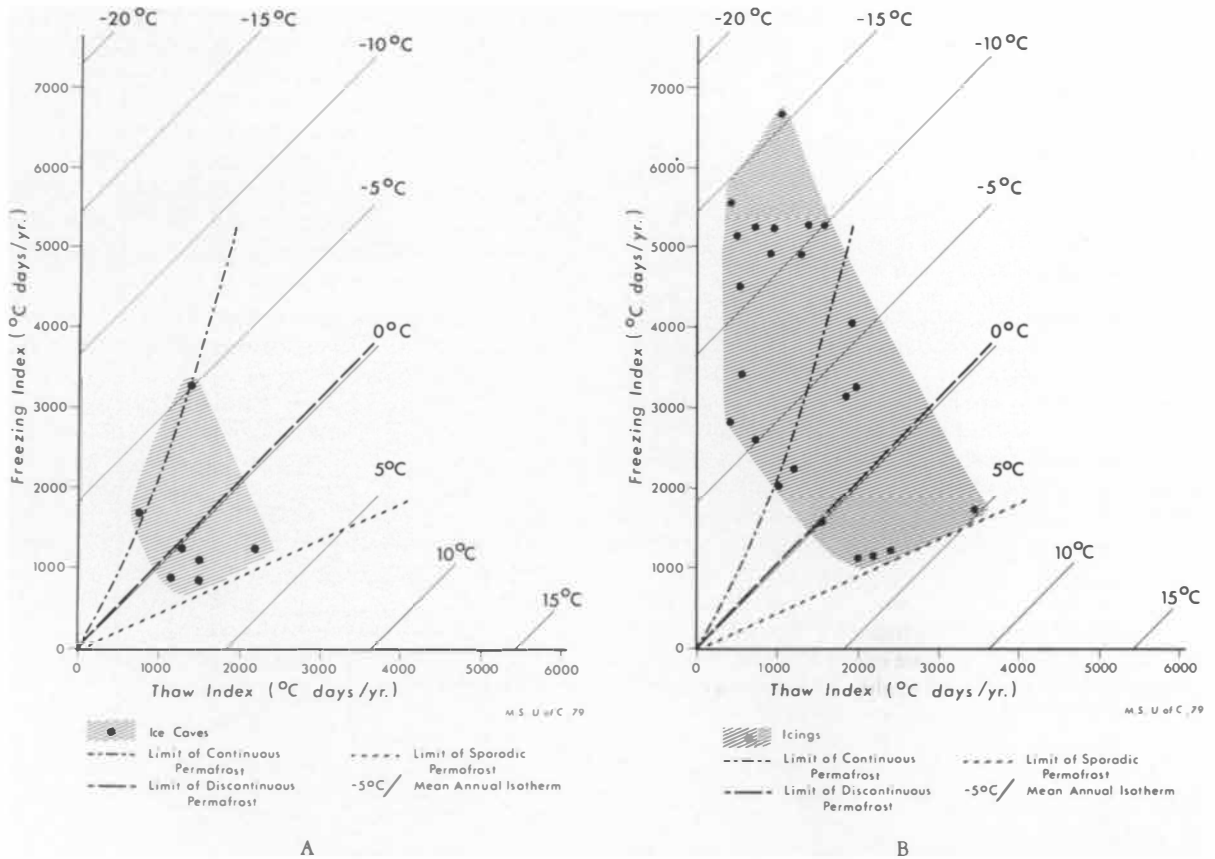 -20°C
-15°C
-10°C
-5°C
0°C
5°C
10°C
15°C
7000
6000
5000
4000
3000
2000
1000
0
Freezing Index (°C days/yr.)
0 1000 2000 3000 4000 5000 6000
Thaw Index (°C days/yr.)
M.S. U of C 79
Ice Caves
Limit of Continuous
Permafrost
Limit of Discontinuous
Permafrost
Limit of Sporadic
Permafrost
-5°C/ Mean Annual Isotherm
A
-20°C
-15°C
-10°C
-5°C
0°C
5°C
10°C
15°C
7000
6000
5000
4000
3000
2000
1000
0
Freezing Index (°C days/yr.)
0 1000 2000 3000 4000 5000 6000
Thaw Index (°C days/yr.)
M.S. U of C 79
Icings
Limit of Continuous
Permafrost
Limit of Discontinuous
Permafrost
Limit of Sporadic
Permafrost
-5°C/ Mean Annual Isotherm
B